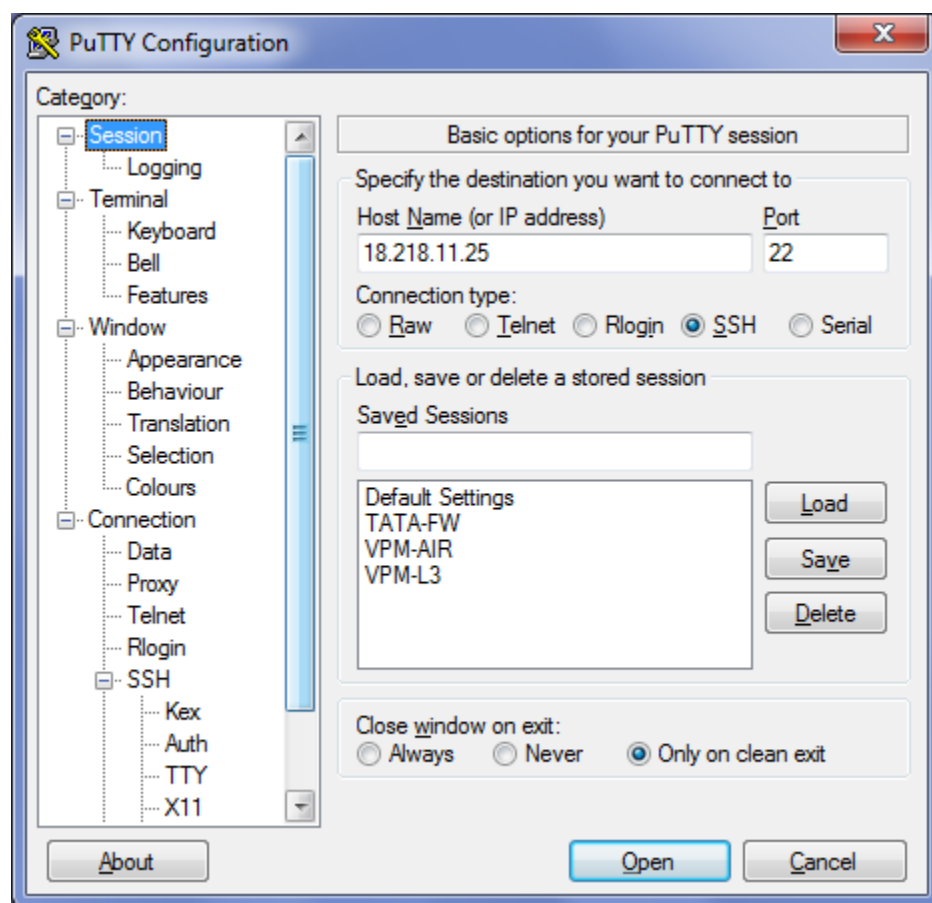 PuTTY Configuration
Category:
Session
Logging
Terminal
Keyboard
Bell
Features
Window
Appearance
Behaviour
Translation
Selection
Colours
Connection
Data
Proxy
Telnet
Rlogin
SSH
Kex
Auth
TTY
X11
Basic options for your PuTTY session
Specify the destination you want to connect to
Host Name (or IP address) Port
18.218.11.25 22
Connection type:
Raw Telnet Rlogin SSH Serial
Load, save or delete a stored session
Saved Sessions
Default Settings
TATA-FW
VPM-AIR
VPM-L3
Load
Save
Delete
Close window on exit:
Always Never Only on clean exit
About Open Cancel